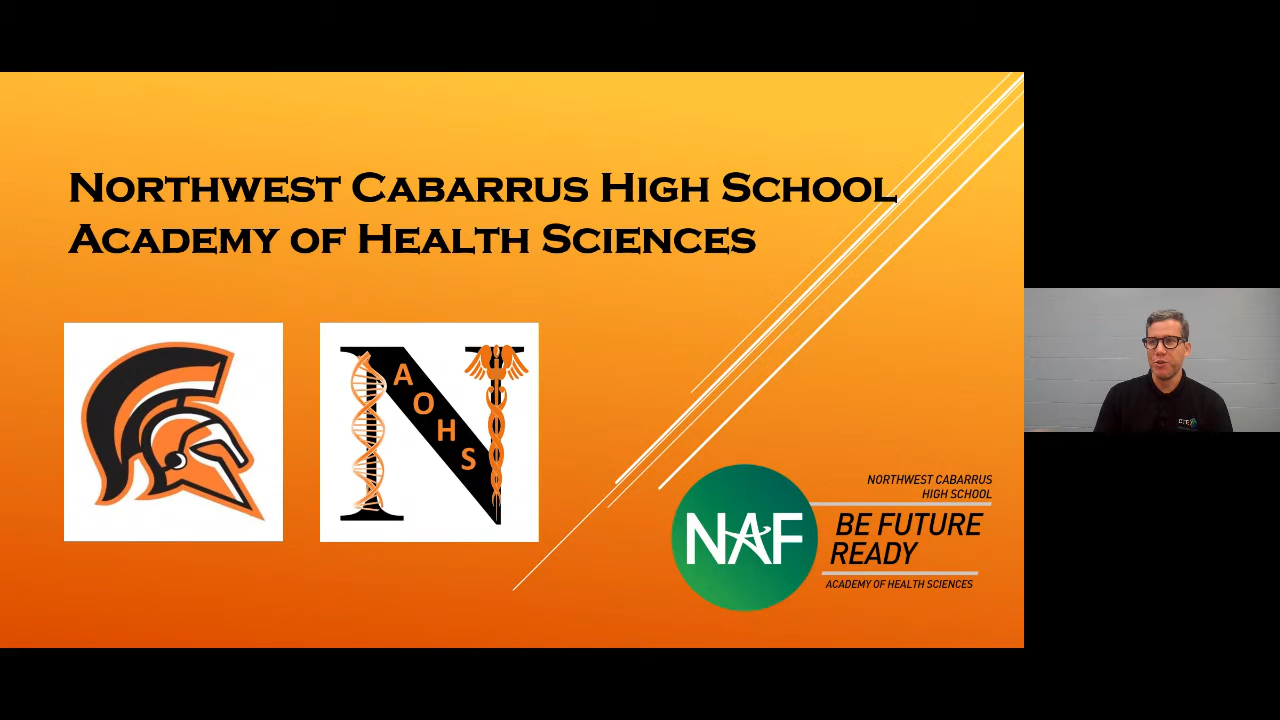 Northwest Cabarrus High School
Academy of Health Sciences
A
O
H
S
NORTHWEST CABARRUS
HIGH SCHOOL
NAF
BE FUTURE
READY
ACADEMY OF HEALTH SCIENCES